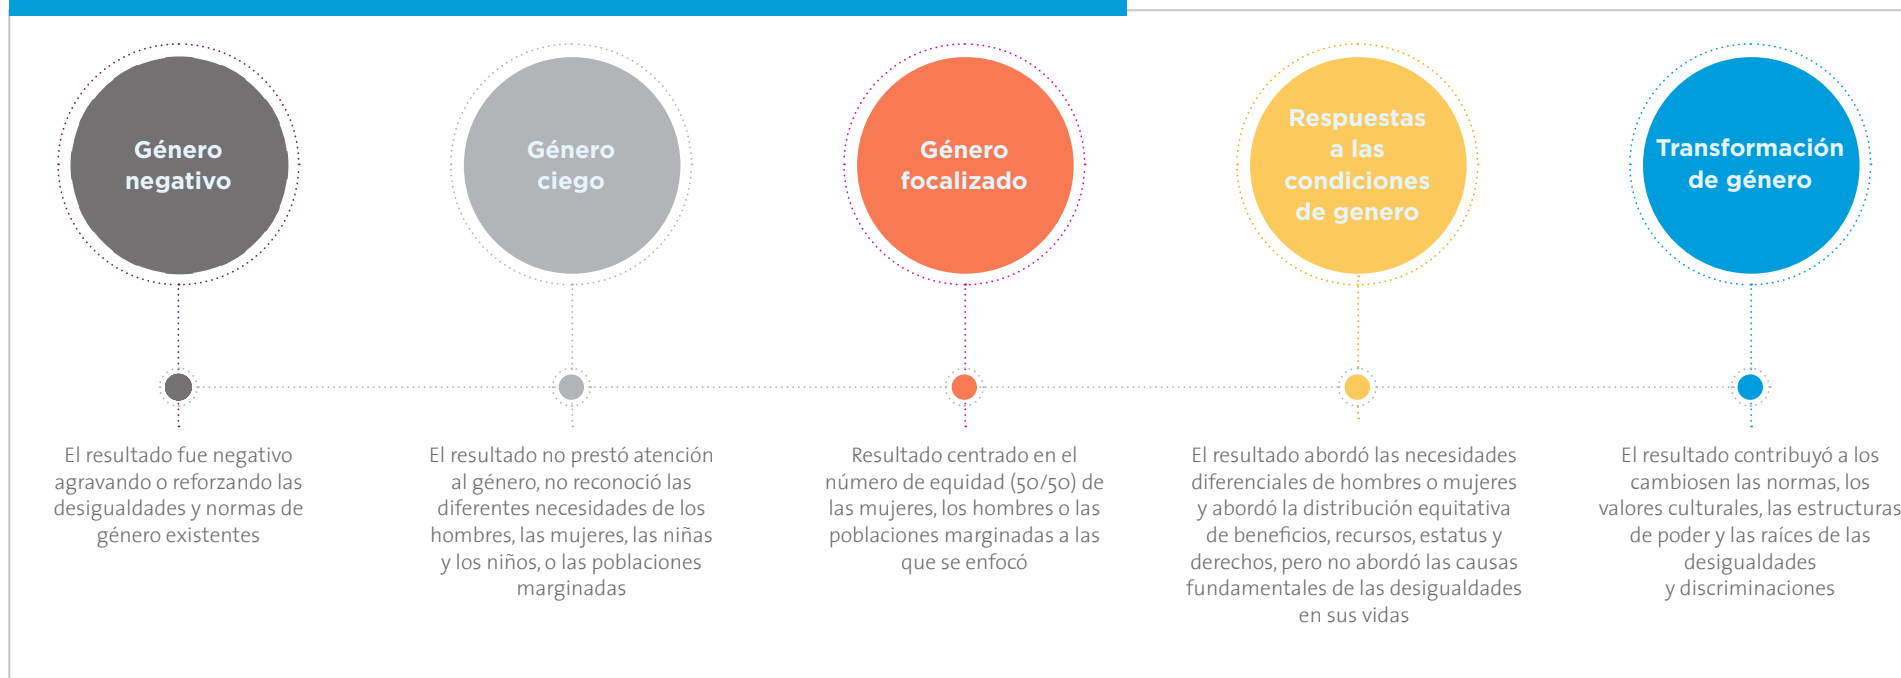 Género
negativo
Género
ciego
Género
focalizado
Respuestas
a las
condiciones
de genero
Transformación
de género
El resultado fue negativo
agravando o reforzando las
desigualdades y normas de
género existentes
El resultado no prestó atención
al género, no reconoció las
diferentes necesidades de los
hombres, las mujeres, las niñas
y los niños, o las poblaciones
marginadas
Resultado centrado en el
número de equidad (50/50) de
las mujeres, los hombres o las
poblaciones marginadas a las
que se enfocó
El resultado abordó las necesidades
diferenciales de hombres o mujeres
y abordó la distribución equitativa
de beneficios, recursos, estatus y
derechos, pero no abordó las causas
fundamentales de las desigualdades
en sus vidas
El resultado contribuyó a los
cambiosen las normas, los
valores culturales, las estructuras
de poder y las raíces de las
desigualdades
y discriminaciones